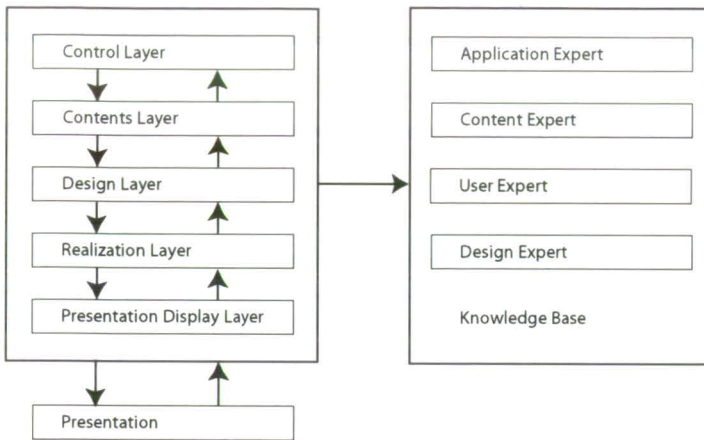 Control Layer
Contents Layer
Design Layer
Realization Layer
Presentation Display Layer
Presentation
Application Expert
Content Expert
User Expert
Design Expert
Knowledge Base